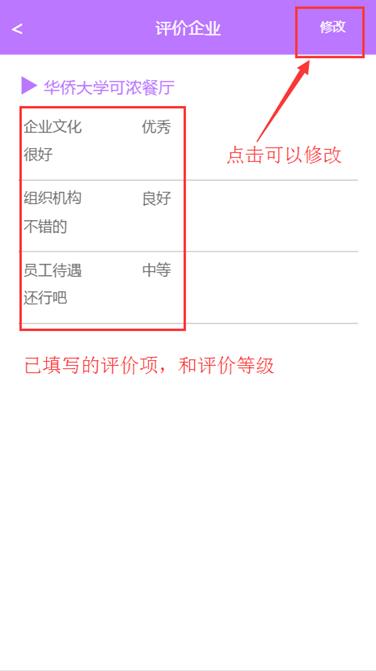 < 评价企业 修改
华侨大学可浓餐厅
企业文化 优秀
很好
点击可以修改
组织机构 良好
不错的
员工待遇 中等
还行吧
已填写的评价项，和评价等级